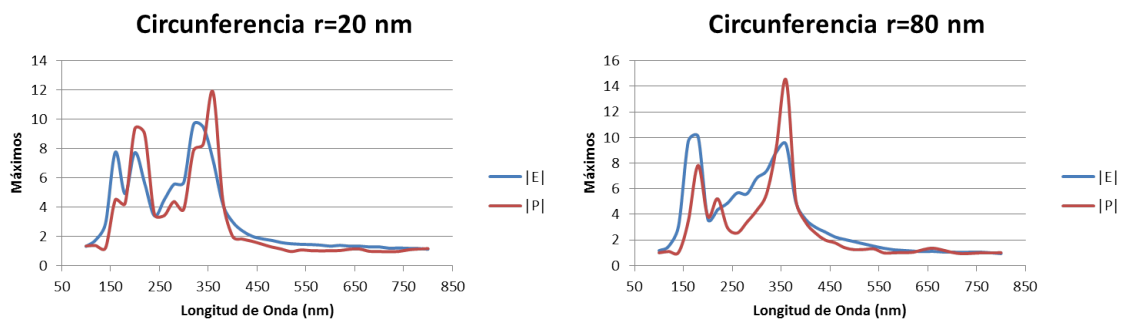 Circunferencia r=20 nm
14
12
10
8
6
4
2
0
Máximos
50 150 250 350 450 550 650 750 850
Longitud de Onda (nm)
|E|
|P|
Circunferencia r=80 nm
16
14
12
10
8
6
4
2
0
Máximos
50 150 250 350 450 550 650 750 850
Longitud de Onda (nm)
|E|
|P|